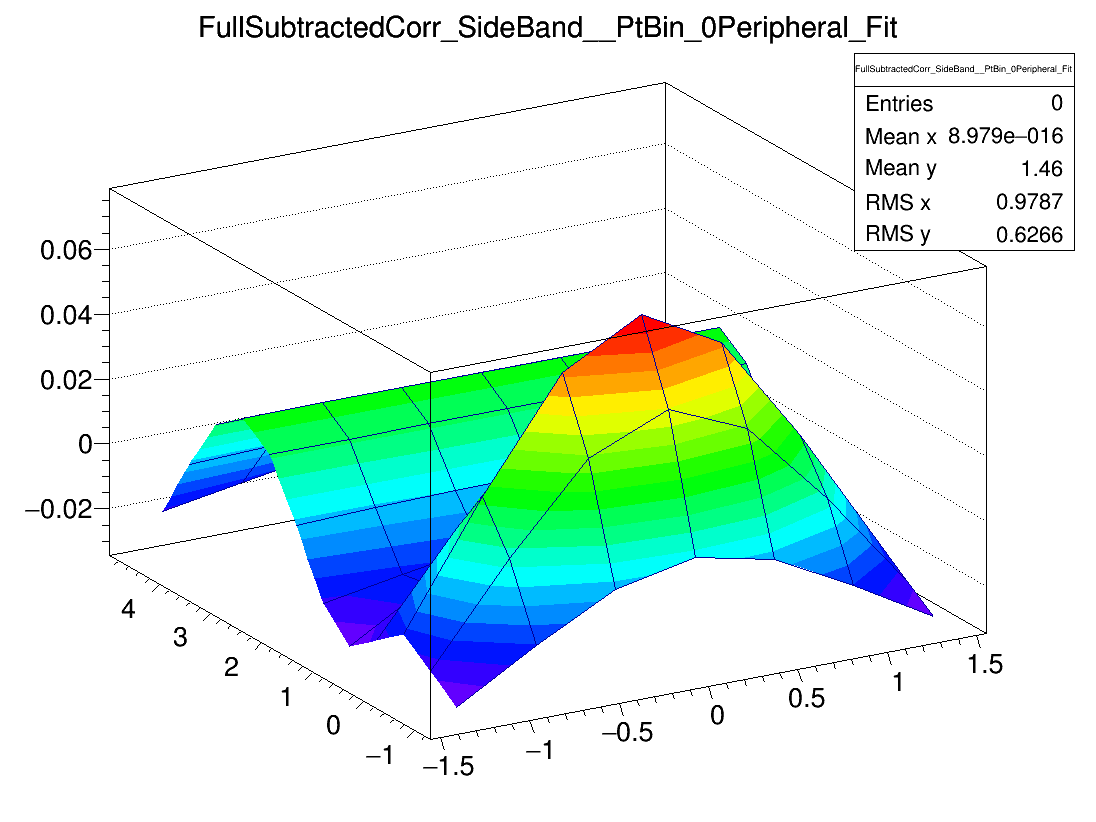 FullSubtractedCorr_SideBand__PtBin_0Peripheral_Fit
FullSubtractedCorr_SideBand__PtBin_0Peripheral_Fit
Entries 0
Mean x 8.979e−016
Mean y 1.46
RMS x 0.9787
RMS y 0.6266
0.06
0.04
0.02
0
−0.02
4
3
2
1
0
−1
−1.5
−1
−0.5
0
0.5
1
1.5